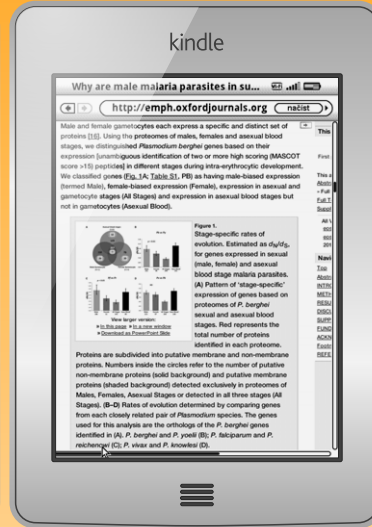 kindle
Why are male malaria parasites in su...
http://emph.oxfordjournals.org
načíst
Male and female gametocytes each express a specific and distinct set of
proteins [16]. Using the proteomes of males, females and asexual blood
stages, we distinguished Plasmodium berghei genes based on their
expression [unambiguous identification of two or more high scoring (MASCOT
score >15) peptides] in different stages during intra-erythrocytic development.
We classified genes (Fig. 1A; Table S1, PB) as having male-biased expression
(termed Male), female-biased expression (Female), expression in asexual and
gametocyte stages (All Stages) and expression in asexual blood stages but
not in gametocytes (Asexual Blood).
View larger version:
» In this page » In a new window
» Download as PowerPoint Slide
Figure 1.
Stage-specific rates of
evolution. Estimated as dN/dS,
for genes expressed in sexual
(male, female) and asexual
blood stage malaria parasites.
(A) Pattern of 'stage-specific'
expression of genes based on
proteomes of P. berghei
sexual and asexual blood
stages. Red represents the
total number of proteins
identified in each proteome.
Proteins are subdivided into putative membrane and non-membrane
proteins. Numbers inside the circles refer to the number of putative
non-membrane proteins (solid background) and putative membrane
proteins (shaded background) detected exclusively in proteomes of
Males, Females, Asexual Stages or detected in all three stages (All
Stages). (B–D) Rates of evolution determined by comparing genes
from each closely related pair of Plasmodium species. The genes
used for this analysis are the orthologs of the P. berghei genes
identified in (A). P. berghei and P. yoelii (B); P. falciparum and P.
reichenowi (C); P. vivax and P. knowlesi (D).
This
First
This a
Abstra
Full T
Suppl
Navi
Top
Abstra
INTRO
METH
RESU
DISCU
SUPP
FUND
ACKN
Footn
REFE